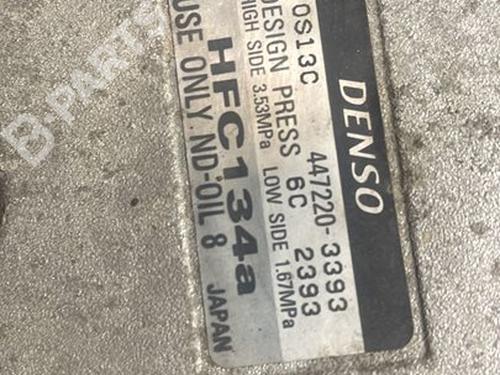 DENSO
0S13C 447220-3393
DESIGN PRESS 6C 2393
HIGH SIDE 3.53MPa LOW SIDE 1.67MPa
HFC134a
USE ONLY ND-OIL 8 JAPAN
B-PARTS